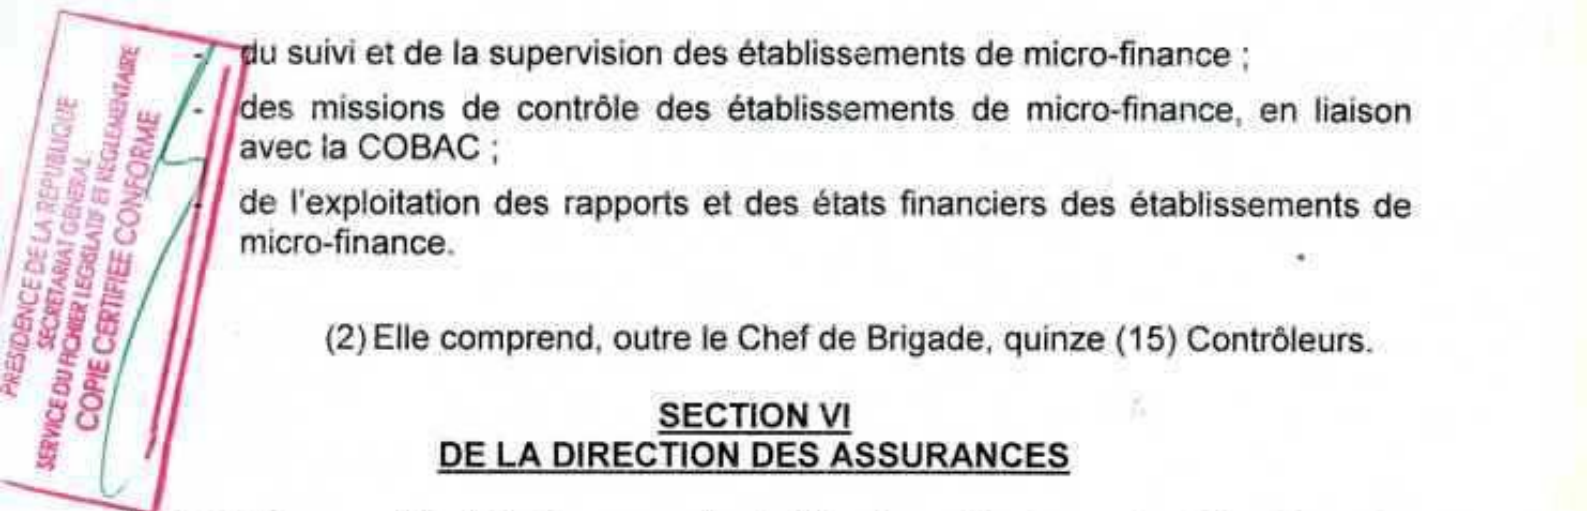 - du suivi et de la supervision des établissements de micro-finance ;
- des missions de contrôle des établissements de micro-finance, en liaison
avec la COBAC ;
- de l'exploitation des rapports et des états financiers des établissements de
micro-finance.
(2) Elle comprend, outre le Chef de Brigade, quinze (15) Contrôleurs.
SECTION VI
DE LA DIRECTION DES ASSURANCES
PRESIDENCE DE LA REPUBLIQUE
SECRETARIAT GENERAL
SERVICE DU FICHIER LEGISLATIF ET REGLEMENTAIRE
COPIE CERTIFIEE CONFORME